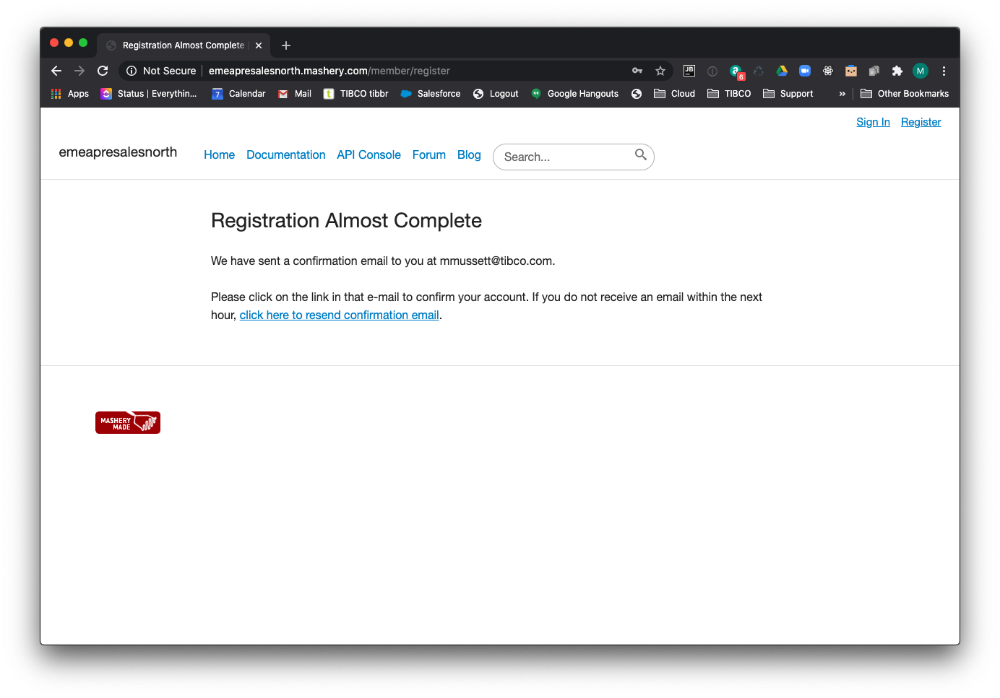 Registration Almost Complete
Not Secure emeapresalesnorth.mashery.com/member/register
JB
6
M
Apps
Status | Everythin...
7 Calendar
Mail
t TIBCO tibbr
Salesforce
Logout
Google Hangouts
Cloud
TIBCO
Support
»
Other Bookmarks
Sign In Register
emeapresalesnorth
Home Documentation API Console Forum Blog Search...
Registration Almost Complete
We have sent a confirmation email to you at mmussett@tibco.com.
Please click on the link in that e-mail to confirm your account. If you do not receive an email within the next
hour, click here to resend confirmation email.
MASHERY
MADE